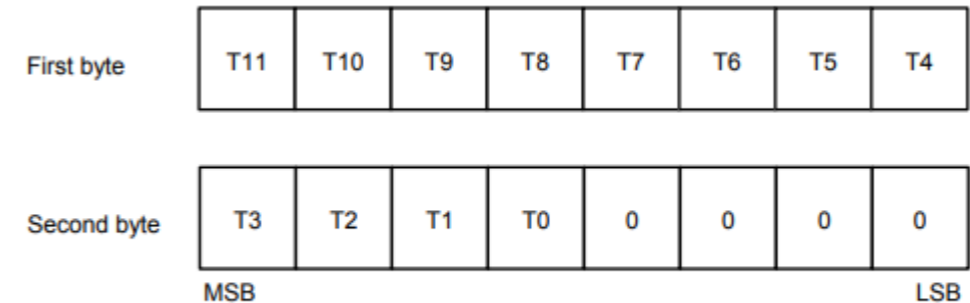 First byte T11 T10 T9 T8 T7 T6 T5 T4
Second byte T3 T2 T1 T0 0 0 0 0
MSB LSB